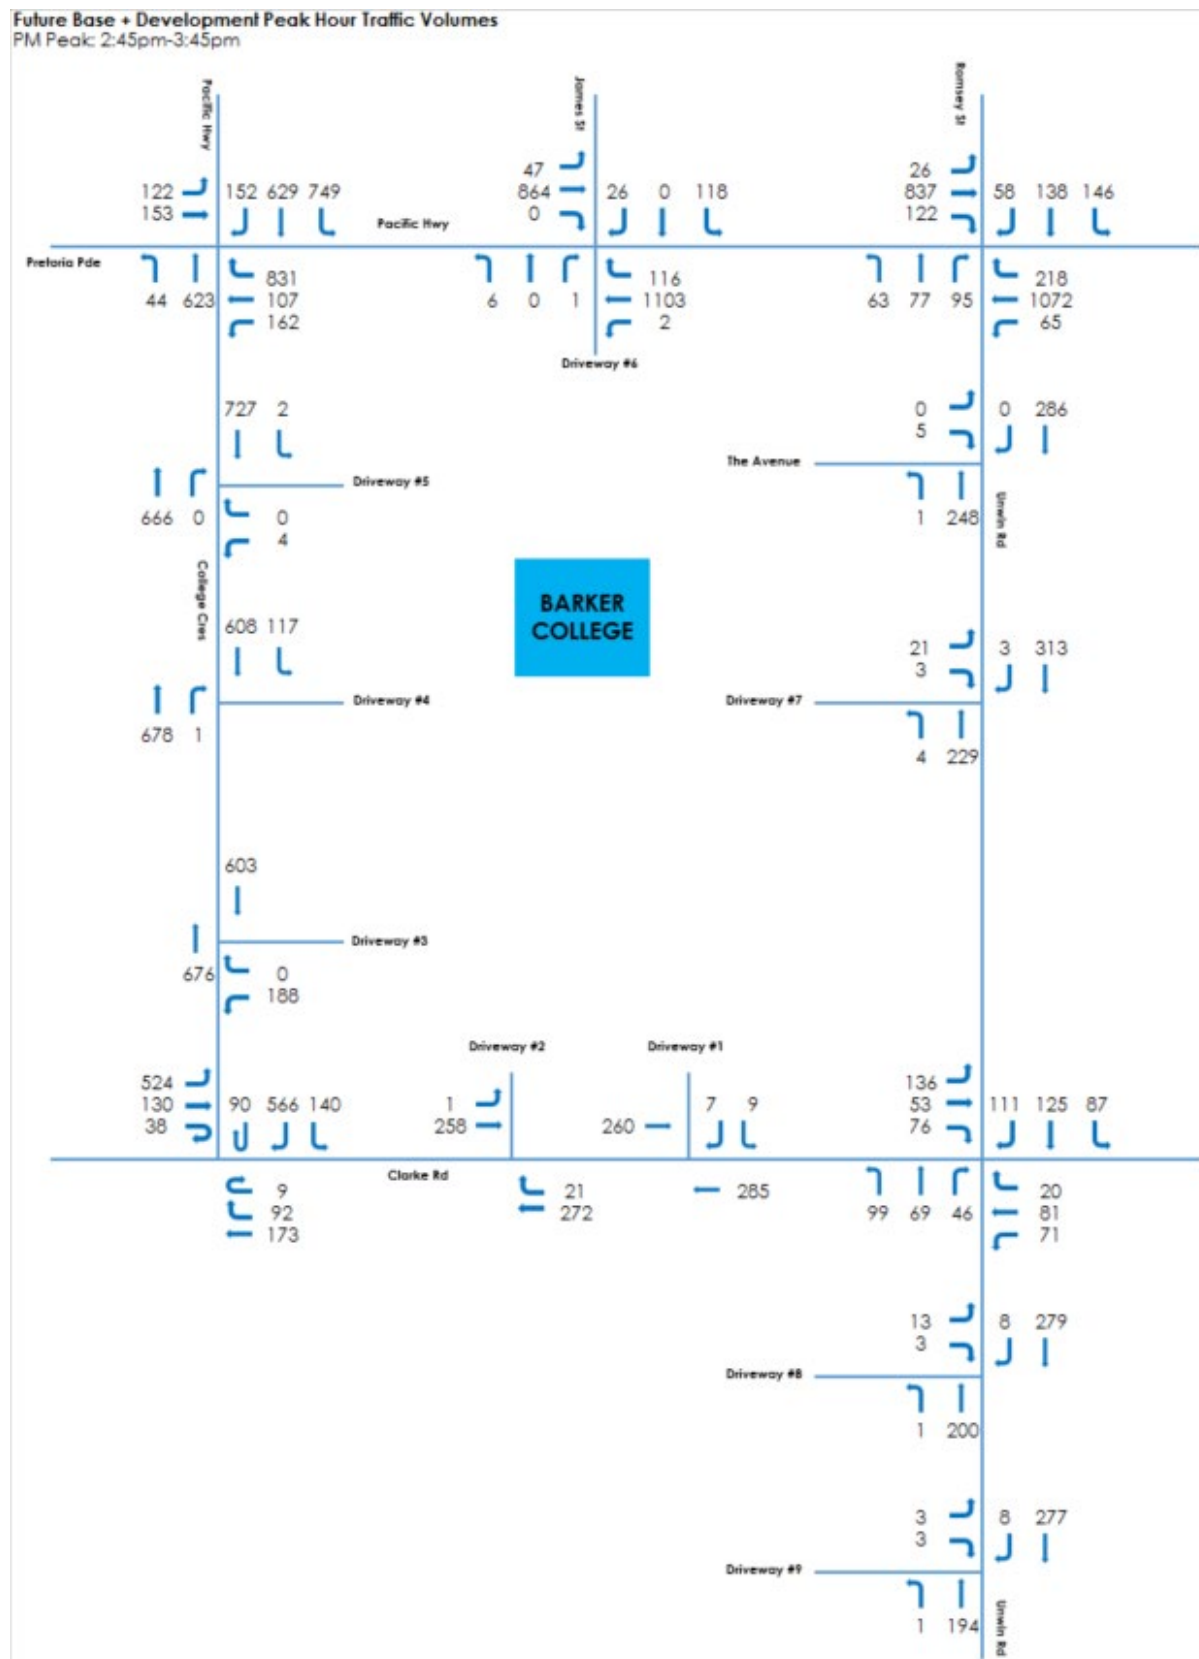 Future Base + Development Peak Hour Traffic Volumes
PM Peak: 2:45pm-3:45pm
Pacific Hwy
James St
Romsey St
122
153
152 629 749
47
864
0
26 0 118
26
837
122
58 138 146
Pacific Hwy
Pretoria Pde
44 623
831
107
162
6 0 1
116
1103
2
63 77 95
218
1072
65
Driveway #6
727 2
0
5
0 286
The Avenue
Driveway #5
666 0
0
4
1 248
Unwin Rd
College Cres
BARKER
COLLEGE
608 117
21
3
3 313
Driveway #4
Driveway #7
678 1
4 229
603
Driveway #3
676
0
188
Driveway #2
Driveway #1
524
130
38
90 566 140
1
258
260
7 9
136
53
76
111 125 87
Clarke Rd
9
92
173
21
272
285
99 69 46
20
81
71
13
3
8 279
Driveway #8
1 200
3
3
8 277
Driveway #9
1 194
Unwin Rd